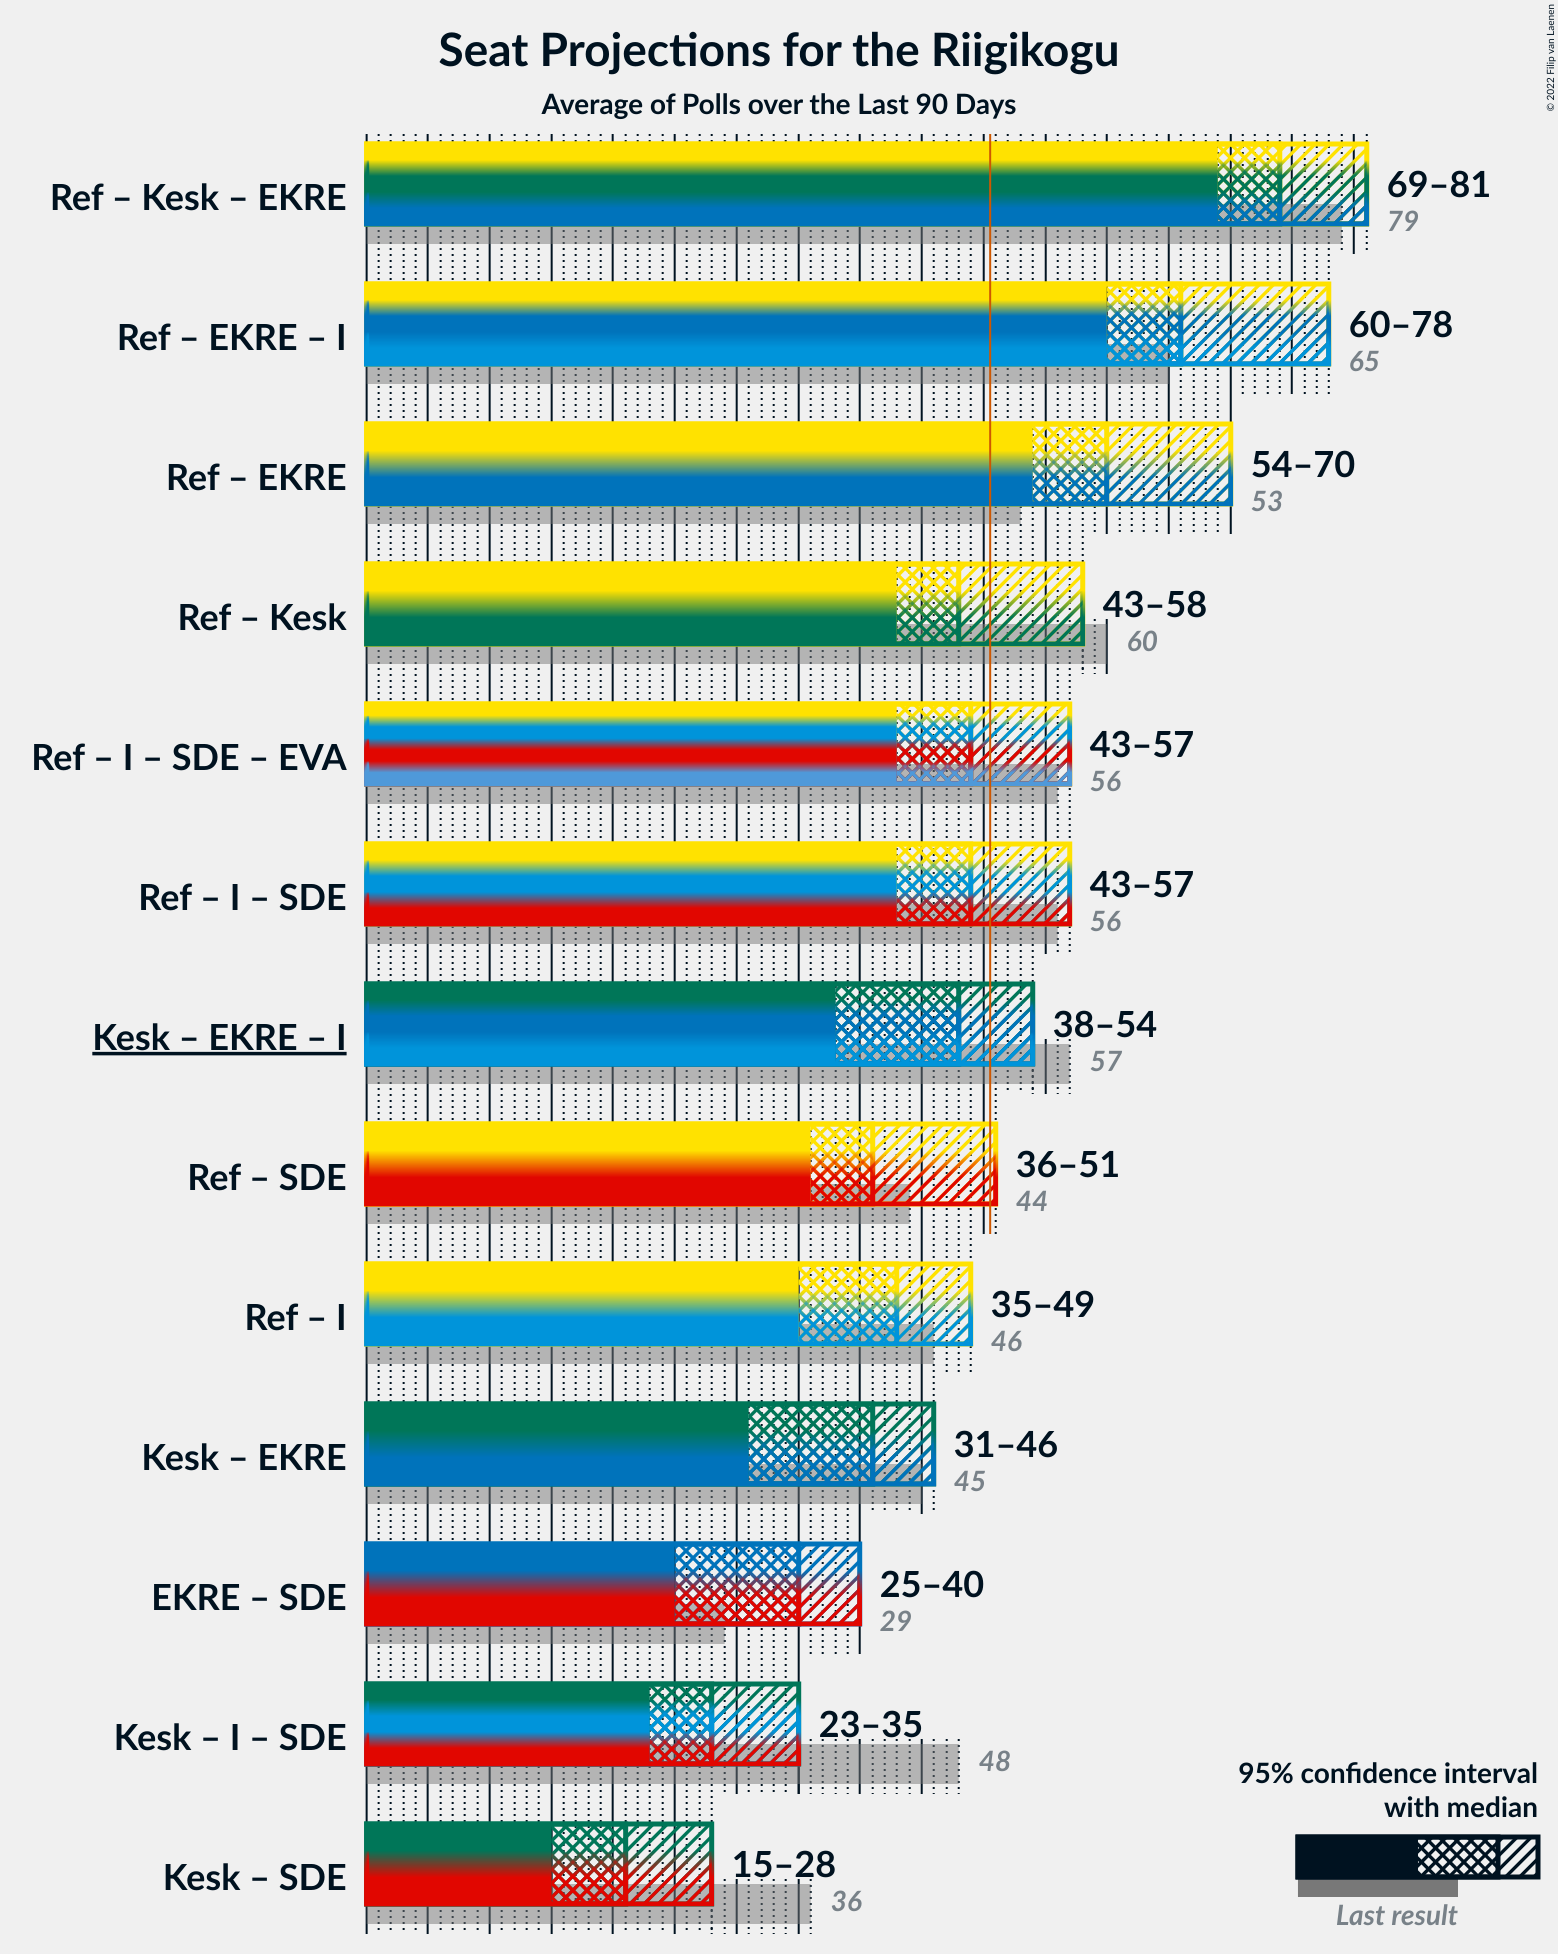 Seat Projections for the Riigikogu
Average of Polls over the Last 90 Days
© 2022 Filip van Laenen
Ref – Kesk – EKRE
69–81
79
Ref – EKRE – I
60–78
65
Ref – EKRE
54–70
53
Ref – Kesk
43–58
60
Ref – I – SDE – EVA
43–57
56
Ref – I – SDE
43–57
56
Kesk – EKRE – I
38–54
57
Ref – SDE
36–51
44
Ref – I
35–49
46
Kesk – EKRE
31–46
45
EKRE – SDE
25–40
29
Kesk – I – SDE
23–35
48
Kesk – SDE
15–28
36
95% confidence interval
with median
Last result